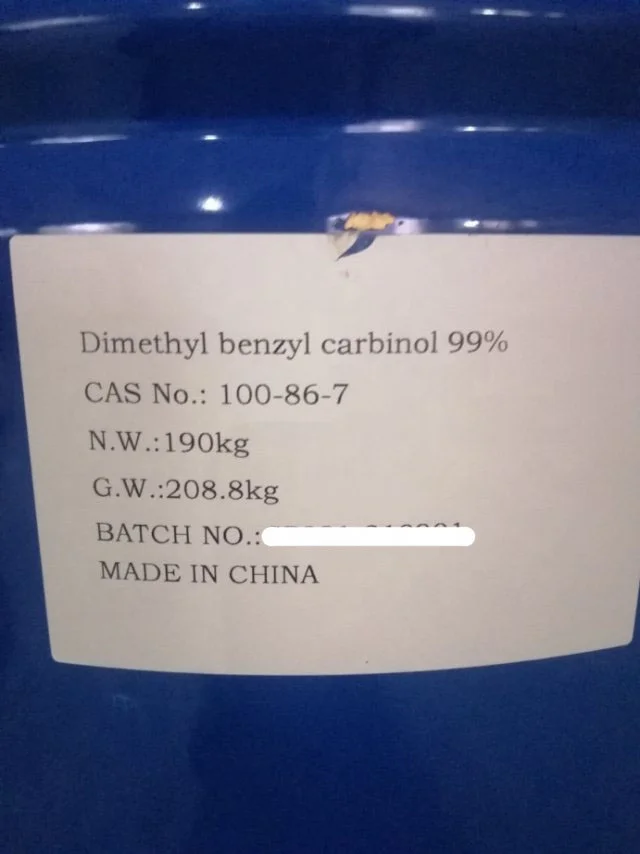 Dimethyl benzyl carbinol 99%
CAS No.: 100-86-7
N.W.:190kg
G.W.:208.8kg
BATCH NO.:
MADE IN CHINA